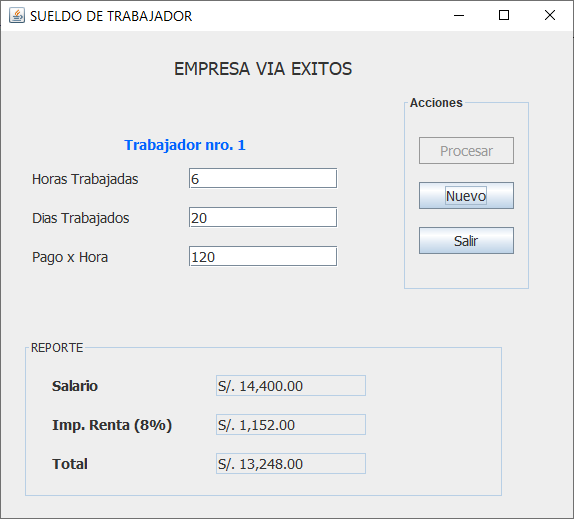 SUELDO DE TRABAJADOR
EMPRESA VIA EXITOS
Acciones
Trabajador nro. 1
Procesar
Horas Trabajadas 6
Nuevo
Dias Trabajados 20
Salir
Pago x Hora 120
REPORTE
Salario S/. 14,400.00
Imp. Renta (8%) S/. 1,152.00
Total S/. 13,248.00